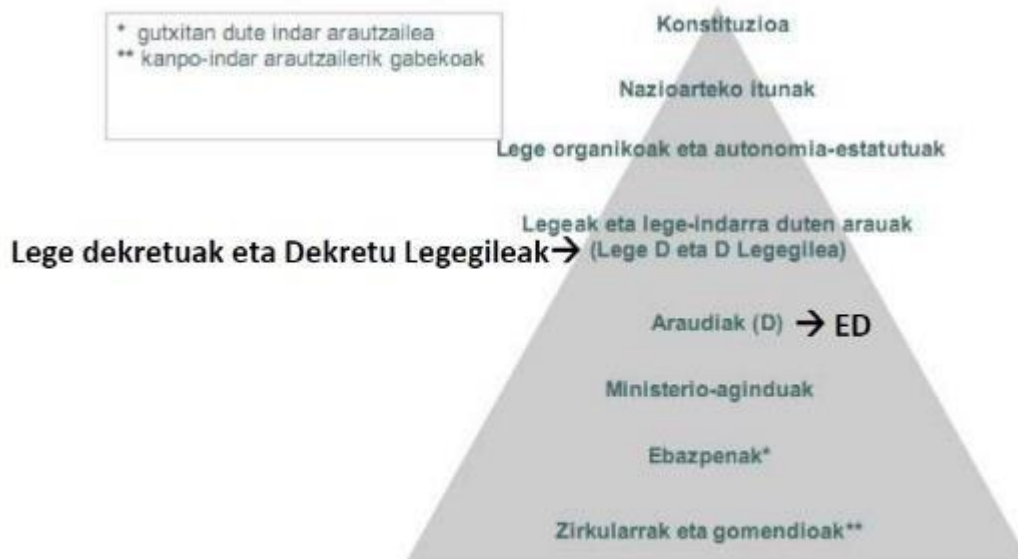 * gutxitan dute indar arautzailea
** kanpo-indar arautzailerik gabekoak
Konstituzioa
Nazioarteko itunak
Lege organikoak eta autonomia-estatutuak
Legeak eta lege-indarra duten arauak
Lege dekretuak eta Dekretu Legegileak→ (Lege D eta D Legegilea)
Araudiak (D) → ED
Ministerio-aginduak
Ebazpenak*
Zirkularrak eta gomendioak**